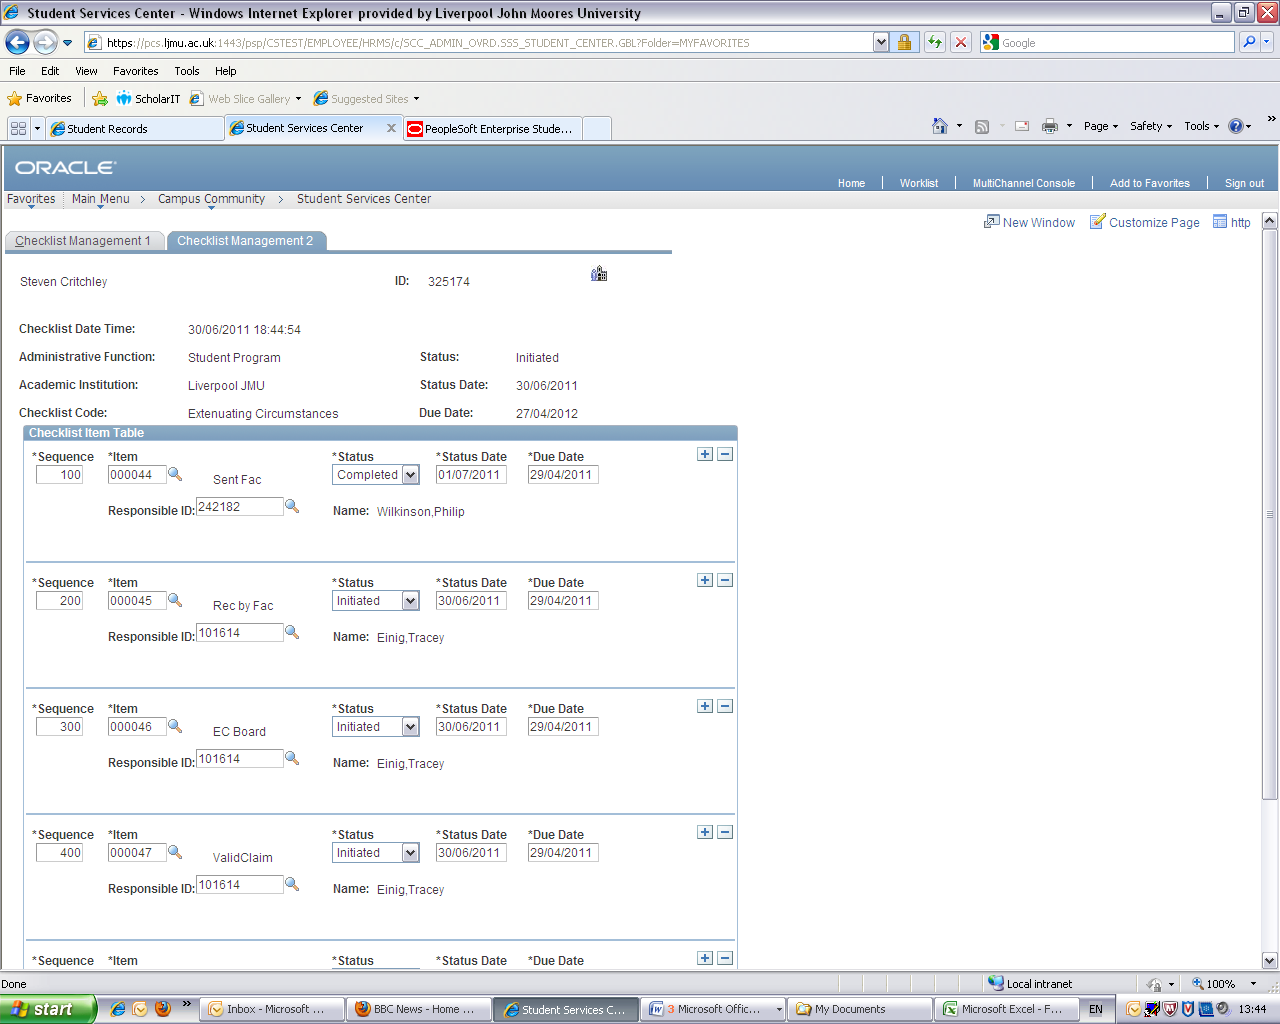 Student Services Center - Windows Internet Explorer provided by Liverpool John Moores University
https://pcs.ljmu.ac.uk:1443/psp/CSTEST/EMPLOYEE/HRMS/c/SCC_ADMIN_OVRD.SSS_STUDENT_CENTER.GBL?Folder=MYFAVORITES Google
File Edit View Favorites Tools Help
Favorites ScholarIT Web Slice Gallery Suggested Sites
Student Records Student Services Center X PeopleSoft Enterprise Stude... Page Safety Tools »
ORACLE
Home Worklist MultiChannel Console Add to Favorites Sign out
Favorites Main Menu > Campus Community > Student Services Center
New Window Customize Page http
Checklist Management 1 Checklist Management 2
Steven Critchley ID: 325174
Checklist Date Time: 30/06/2011 18:44:54
Administrative Function: Student Program Status: Initiated
Academic Institution: Liverpool JMU Status Date: 30/06/2011
Checklist Code: Extenuating Circumstances Due Date: 27/04/2012
Checklist Item Table
*Sequence *Item *Status *Status Date *Due Date
100 000044 Sent Fac Completed 01/07/2011 29/04/2011
Responsible ID: 242182 Name: Wilkinson,Philip
*Sequence *Item *Status *Status Date *Due Date
200 000045 Rec by Fac Initiated 30/06/2011 29/04/2011
Responsible ID: 101614 Name: Einig,Tracey
*Sequence *Item *Status *Status Date *Due Date
300 000046 EC Board Initiated 30/06/2011 29/04/2011
Responsible ID: 101614 Name: Einig,Tracey
*Sequence *Item *Status *Status Date *Due Date
400 000047 ValidClaim Initiated 30/06/2011 29/04/2011
Responsible ID: 101614 Name: Einig,Tracey
*Sequence *Item *Status *Status Date *Due Date
Done Local intranet 100%
start » Inbox - Microsoft ... BBC News - Home ... Student Services C... 3 Microsoft Offic... My Documents Microsoft Excel - F... EN 13:44